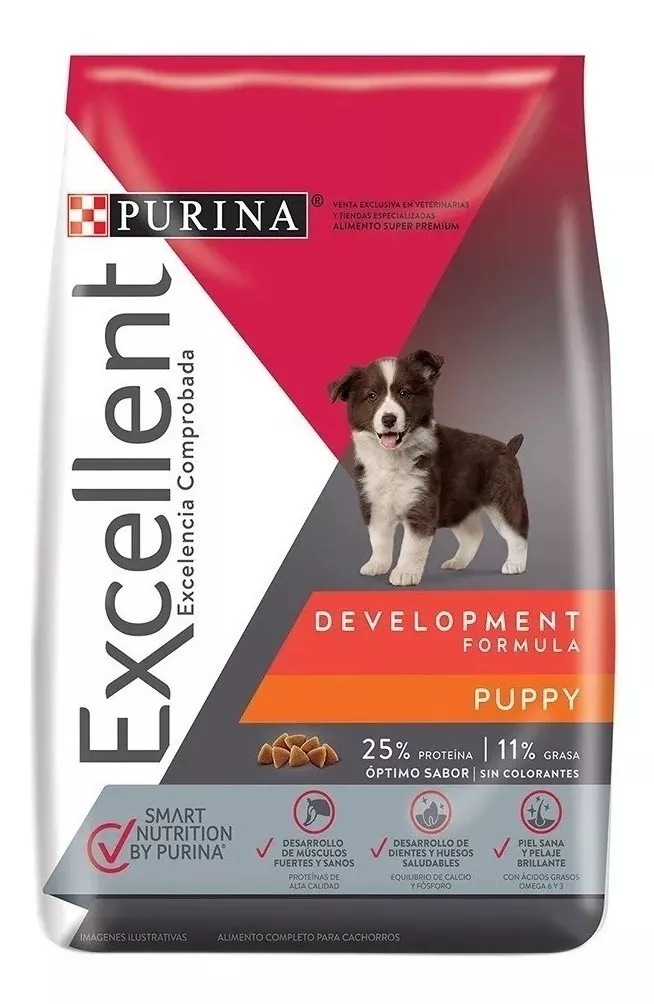 PURINA®
VENTA EXCLUSIVA EN VETERINARIAS
Y TIENDAS ESPECIALIZADAS
ALIMENTO SUPER PREMIUM
Excellent
Excelencia Comprobada
DEVELOPMENT
FORMULA
PUPPY
25% PROTEÍNA | 11% GRASA
ÓPTIMO SABOR | SIN COLORANTES
SMART
NUTRITION
BY PURINA®
DESARROLLO
DE MÚSCULOS
FUERTES Y SANOS
PROTEÍNAS DE
ALTA CALIDAD
DESARROLLO DE
DIENTES Y HUESOS
SALUDABLES
EQUILIBRIO DE CALCIO
Y FÓSFORO
PIEL SANA
Y PELAJE
BRILLANTE
CON ÁCIDOS GRASOS
OMEGA 6 Y 3
IMÁGENES ILUSTRATIVAS
ALIMENTO COMPLETO PARA CACHORROS